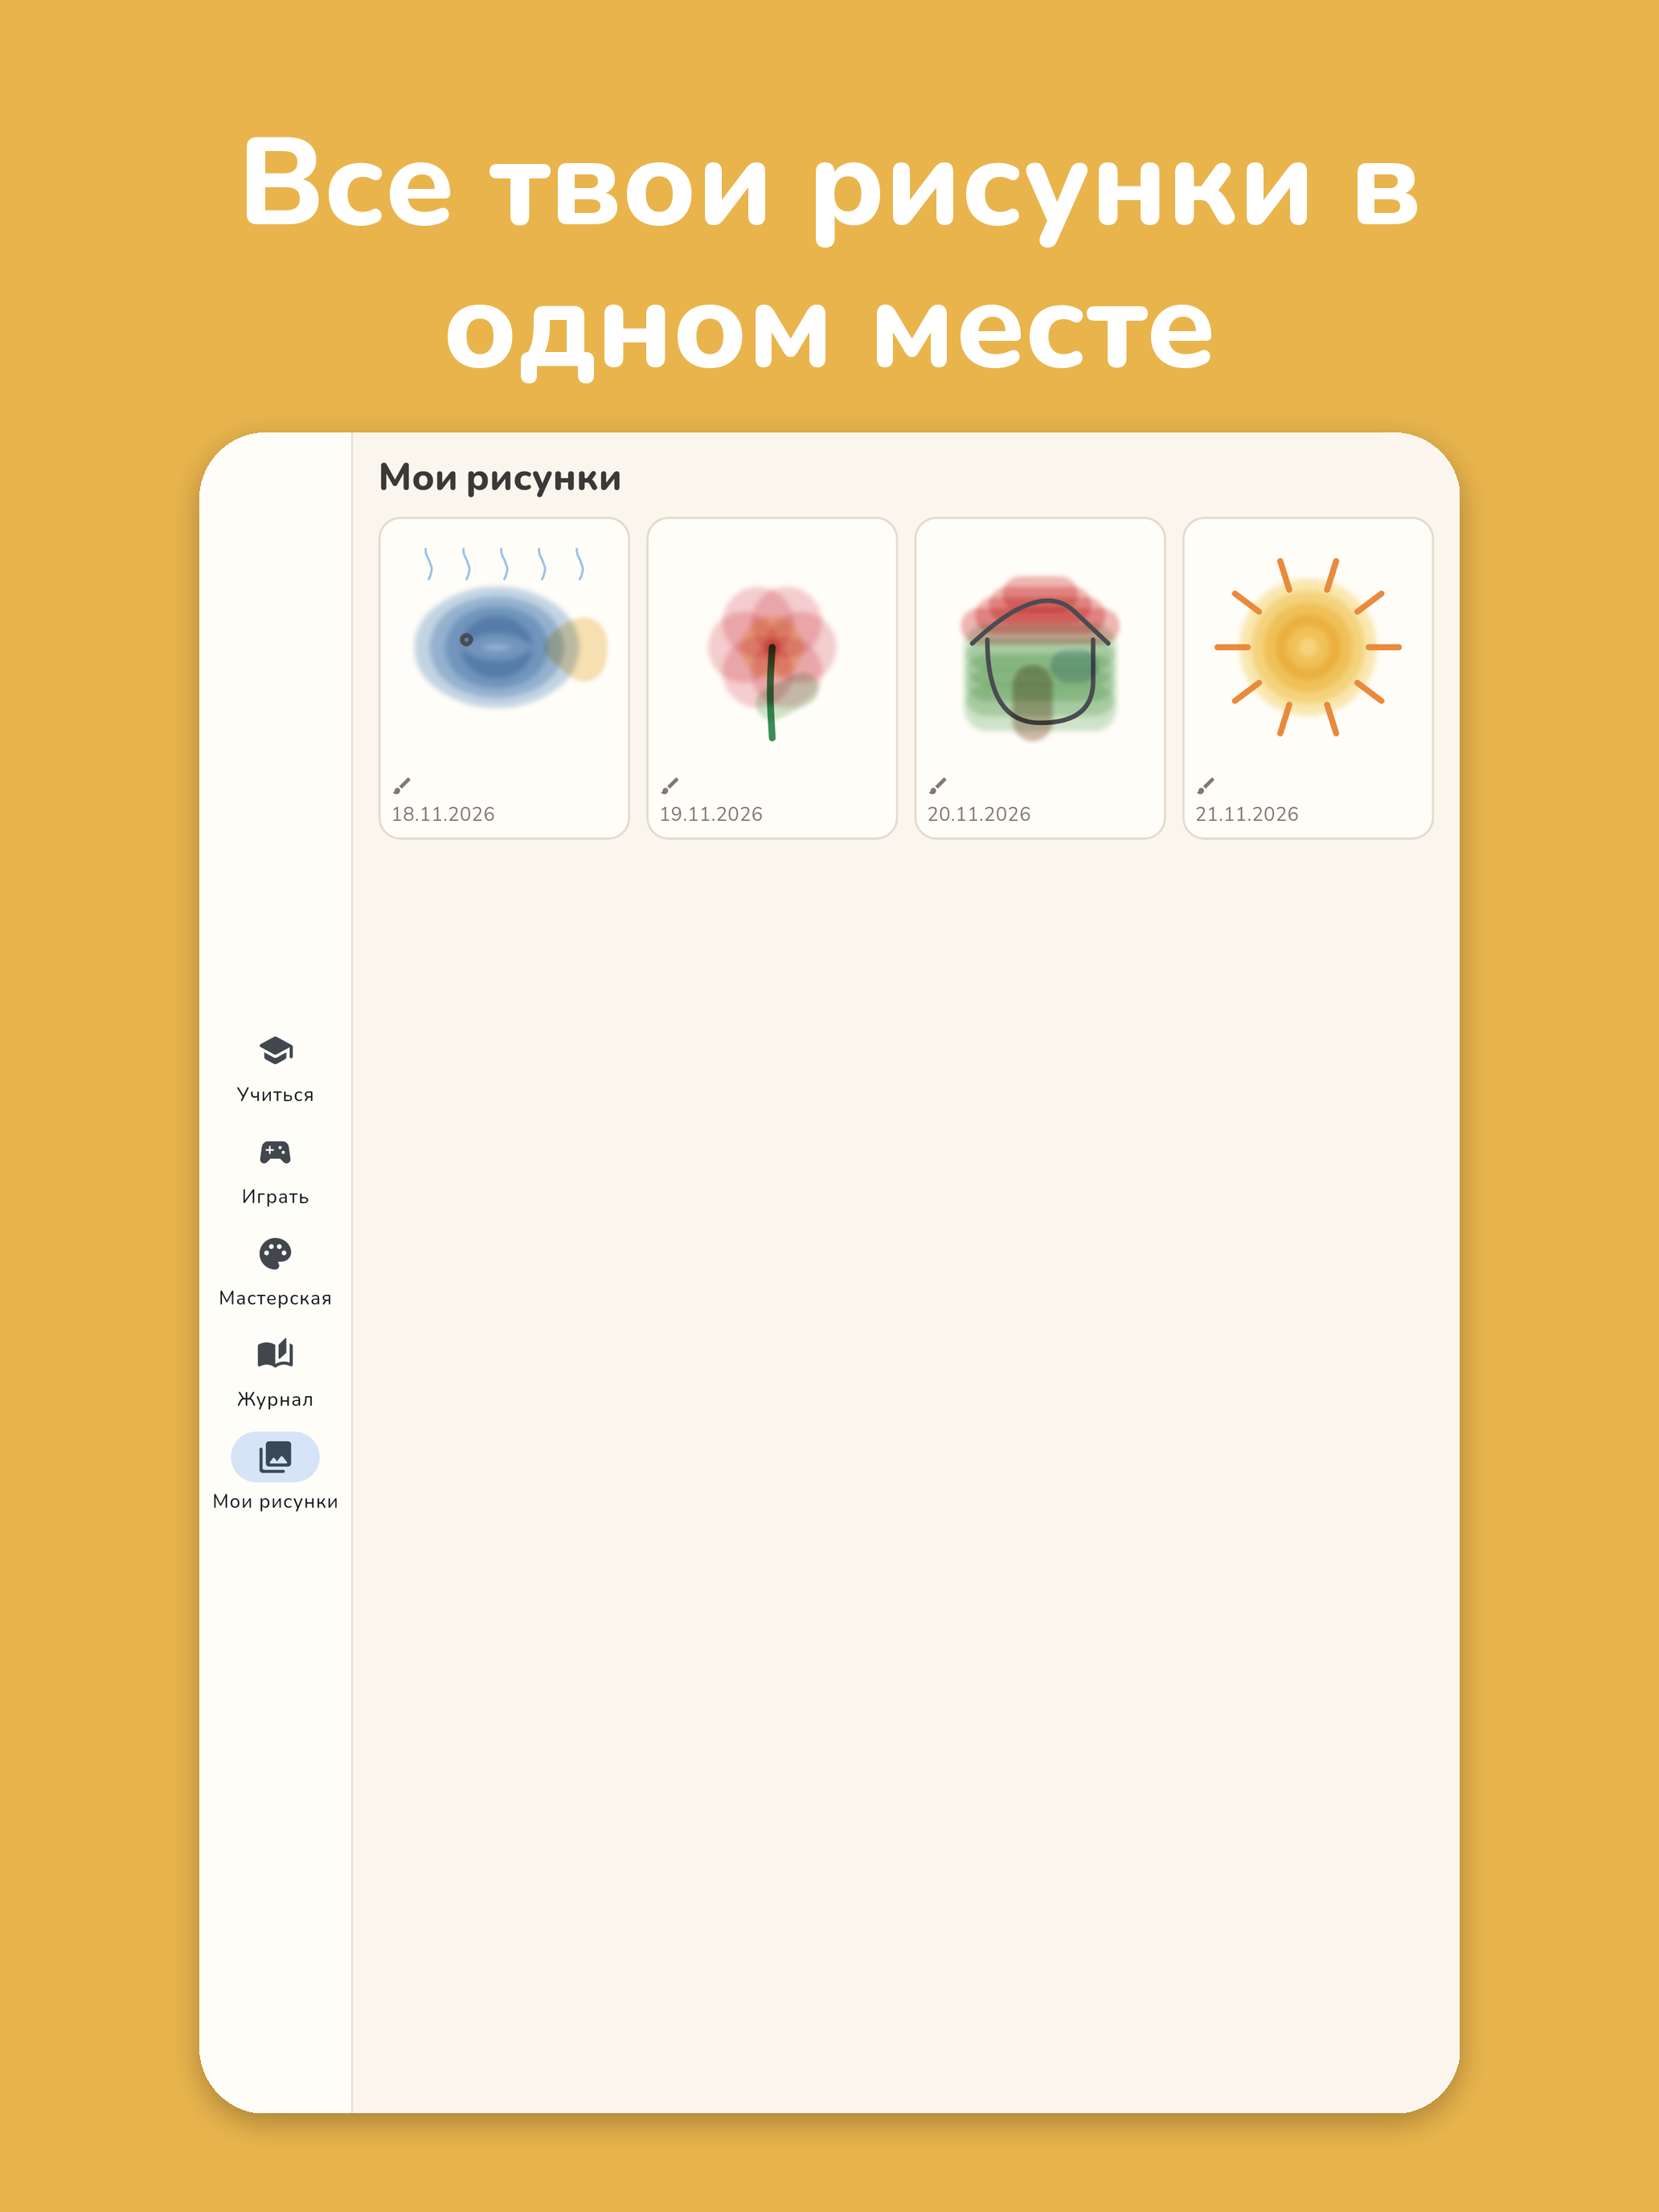 Все твои рисунки в
одном месте
Мои рисунки
18.11.2026
19.11.2026
20.11.2026
21.11.2026
Учиться
Играть
Мастерская
Журнал
Мои рисунки